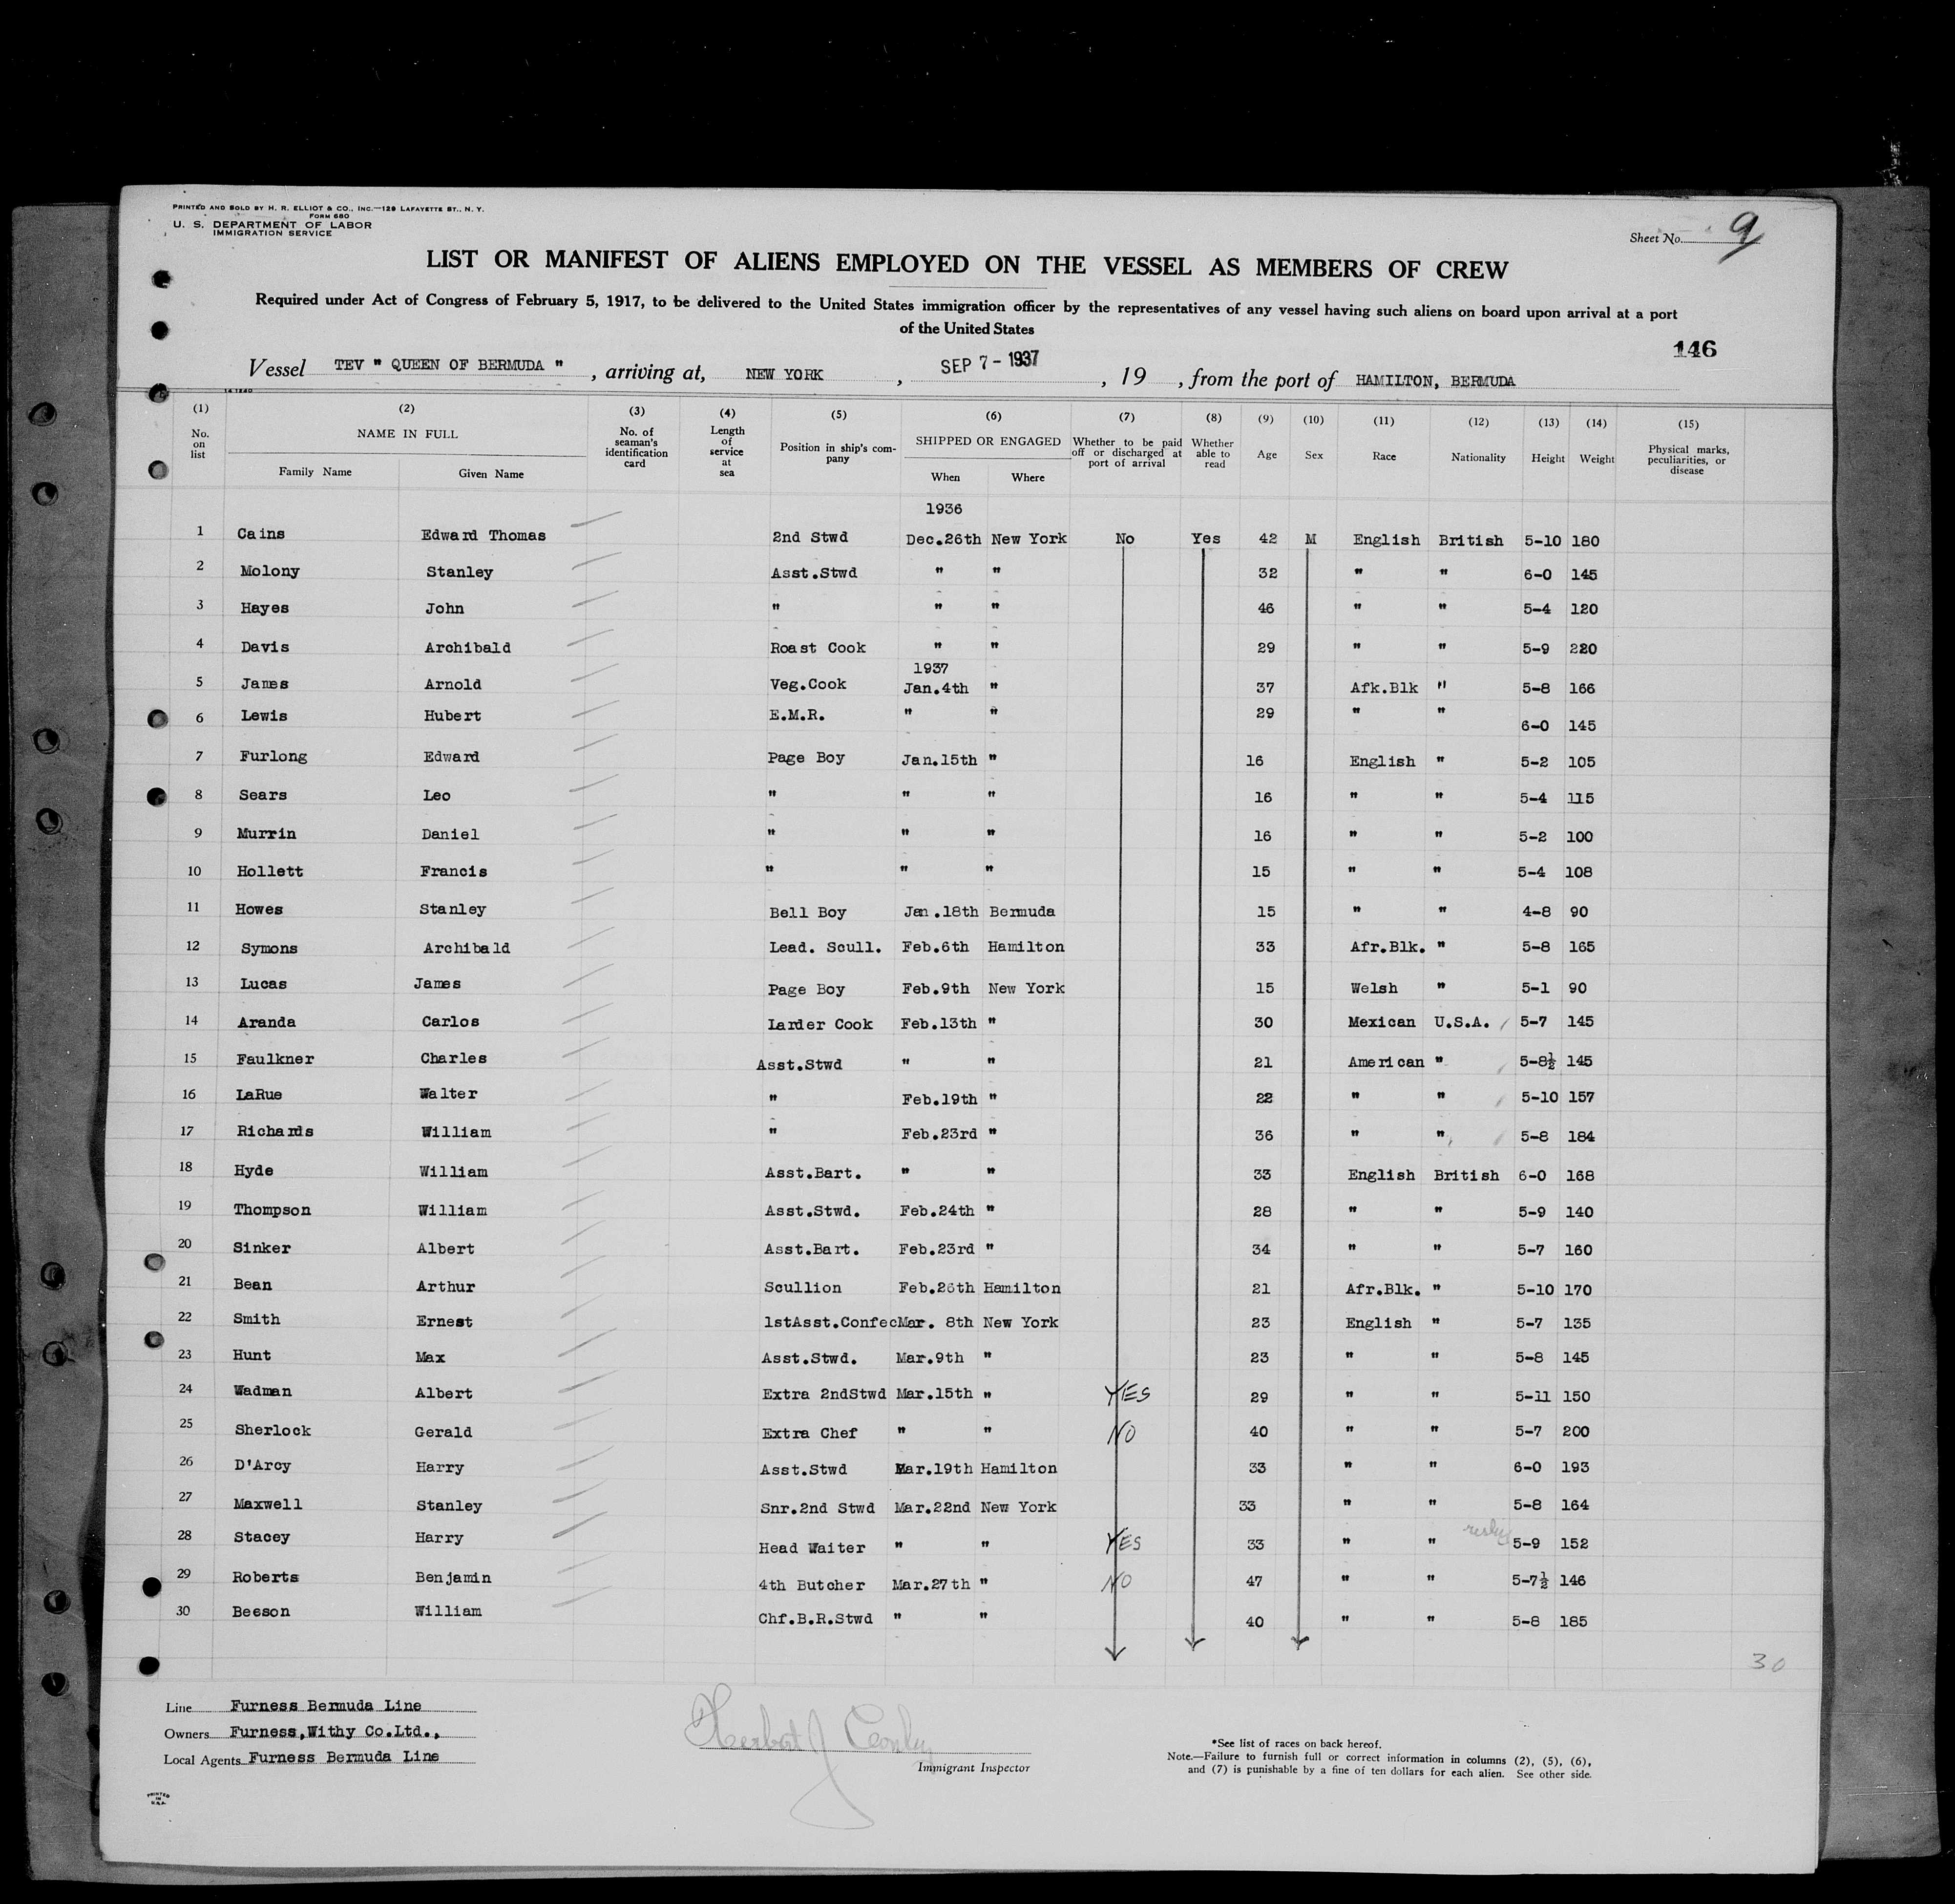 PRINTED AND SOLD BY H. R. ELLIOT & CO., INC.—129 LAFAYETTE ST., N. Y.
FORM 680
U. S. DEPARTMENT OF LABOR
IMMIGRATION SERVICE
Sheet No. 9
LIST OR MANIFEST OF ALIENS EMPLOYED ON THE VESSEL AS MEMBERS OF CREW
Required under Act of Congress of February 5, 1917, to be delivered to the United States immigration officer by the representatives of any vessel having such aliens on board upon arrival at a port
of the United States
146
Vessel TEV " QUEEN OF BERMUDA " , arriving at, NEW YORK , SEP 7 - 1937 , 19 , from the port of HAMILTON, BERMUDA
14 1240
(1) (2) (3) (4) (5) (6) (7) (8) (9) (10) (11) (12) (13) (14) (15)
No. on list NAME IN FULL Family Name Given Name No. of seaman's identification card Length of service at sea Position in ship's company SHIPPED OR ENGAGED When Where Whether to be paid off or discharged at port of arrival Whether able to read Age Sex Race Nationality Height Weight Physical marks, peculiarities, or disease
1936
1 Cains Edward Thomas 2nd Stwd Dec.26th New York No Yes 42 M English British 5-10 180
2 Molony Stanley Asst.Stwd " " 32 " " 6-0 145
3 Hayes John " " " 46 " " 5-4 120
4 Davis Archibald Roast Cook " " 29 " " 5-9 220
1937
5 James Arnold Veg.Cook Jan.4th " 37 Afk.Blk " 5-8 166
6 Lewis Hubert E.M.R. " " 29 " " 6-0 145
7 Furlong Edward Page Boy Jan.15th " 16 English " 5-2 105
8 Sears Leo " " " 16 " " 5-4 115
9 Murrin Daniel " " " 16 " " 5-2 100
10 Hollett Francis " " " 15 " " 5-4 108
11 Howes Stanley Bell Boy Jan.18th Bermuda 15 " " 4-8 90
12 Symons Archibald Lead. Scull. Feb.6th Hamilton 33 Afr.Blk. " 5-8 165
13 Lucas James Page Boy Feb.9th New York 15 Welsh " 5-1 90
14 Aranda Carlos Larder Cook Feb.13th " 30 Mexican U.S.A. 5-7 145
15 Faulkner Charles Asst.Stwd " " 21 American " 5-8½ 145
16 LaRue Walter " Feb.19th " 22 " " 5-10 157
17 Richards William " Feb.23rd " 36 " " 5-8 184
18 Hyde William Asst.Bart. " " 33 English British 6-0 168
19 Thompson William Asst.Stwd. Feb.24th " 28 " " 5-9 140
20 Sinker Albert Asst.Bart. Feb.23rd " 34 " " 5-7 160
21 Bean Arthur Scullion Feb.26th Hamilton 21 Afr.Blk. " 5-10 170
22 Smith Ernest 1stAsst.Confec Mar. 8th New York 23 English " 5-7 135
23 Hunt Max Asst.Stwd. Mar.9th " 23 " " 5-8 145
24 Wadman Albert Extra 2ndStwd Mar.15th " YES 29 " " 5-11 150
25 Sherlock Gerald Extra Chef " " NO 40 " " 5-7 200
26 D'Arcy Harry Asst.Stwd Mar.19th Hamilton 33 " " 6-0 193
27 Maxwell Stanley Snr.2nd Stwd Mar.22nd New York 33 " " 5-8 164
28 Stacey Harry Head Waiter " " YES 33 " " 5-9 152
29 Roberts Benjamin 4th Butcher Mar.27th " NO 47 " " 5-7½ 146
30 Beeson William Chf.B.R.Stwd " " 40 " " 5-8 185
30
Line Furness Bermuda Line
Owners Furness,Withy Co.Ltd.,
Local Agents Furness Bermuda Line
Herbert J
Immigrant Inspector
*See list of races on back hereof.
Note.—Failure to furnish full or correct information in columns (2), (5), (6),
and (7) is punishable by a fine of ten dollars for each alien. See other side.
PRINTED
IN
U.S.A.